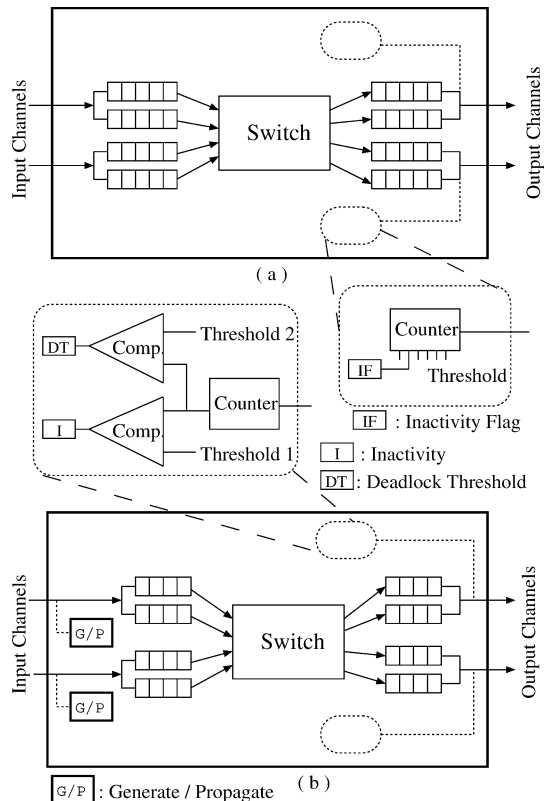 Input Channels
Switch
Output Channels
( a )
DT
Comp.
Threshold 2
I
Comp.
Counter
Threshold 1
Counter
IF
Threshold
IF : Inactivity Flag
I : Inactivity
DT : Deadlock Threshold
Input Channels
G/P
G/P
Switch
Output Channels
G/P : Generate / Propagate
( b )